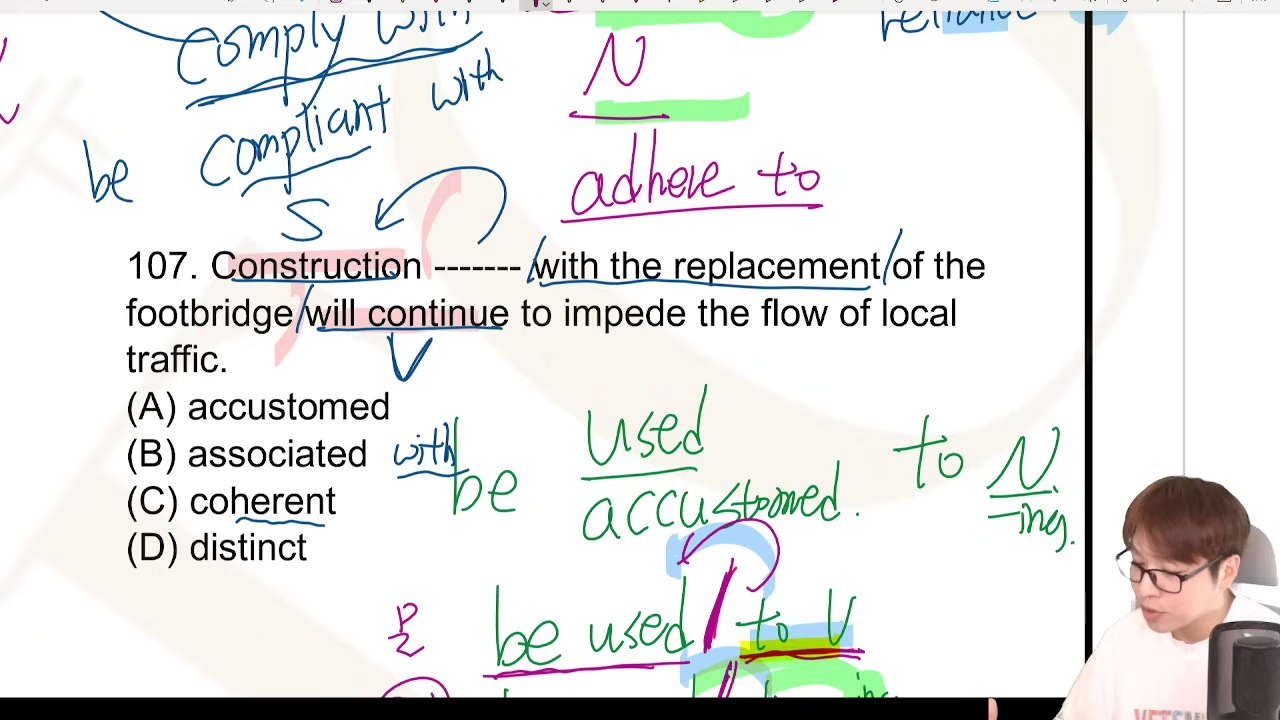 comply with
reliance
N
be compliant with
adhere to
S
107. Construction ------- with the replacement of the
footbridge will continue to impede the flow of local
traffic.
V
(A) accustomed
(B) associated with
(C) coherent
(D) distinct
be used to N
accustomed. -ing.
P2
be used to V